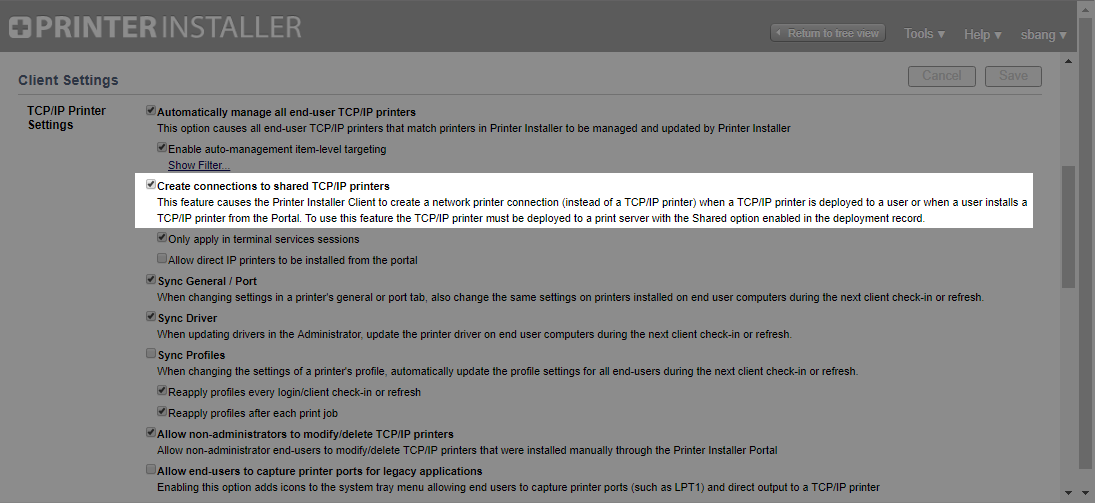 PRINTER INSTALLER
Return to tree view
Tools
Help
sbang
Client Settings
Cancel
Save
TCP/IP Printer
Settings
Automatically manage all end-user TCP/IP printers
This option causes all end-user TCP/IP printers that match printers in Printer Installer to be managed and updated by Printer Installer
Enable auto-management item-level targeting
Show Filter...
Create connections to shared TCP/IP printers
This feature causes the Printer Installer Client to create a network printer connection (instead of a TCP/IP printer) when a TCP/IP printer is deployed to a user or when a user installs a
TCP/IP printer from the Portal. To use this feature the TCP/IP printer must be deployed to a print server with the Shared option enabled in the deployment record.
Only apply in terminal services sessions
Allow direct IP printers to be installed from the portal
Sync General / Port
When changing settings in a printer's general or port tab, also change the same settings on printers installed on end user computers during the next client check-in or refresh.
Sync Driver
When updating drivers in the Administrator, update the printer driver on end user computers during the next client check-in or refresh.
Sync Profiles
When changing the settings of a printer's profile, automatically update the profile settings for all end-users during the next client check-in or refresh.
Reapply profiles every login/client check-in or refresh
Reapply profiles after each print job
Allow non-administrators to modify/delete TCP/IP printers
Allow non-administrator end-users to modify/delete TCP/IP printers that were installed manually through the Printer Installer Portal
Allow end-users to capture printer ports for legacy applications
Enabling this option adds icons to the system tray menu allowing end users to capture printer ports (such as LPT1) and direct output to a TCP/IP printer